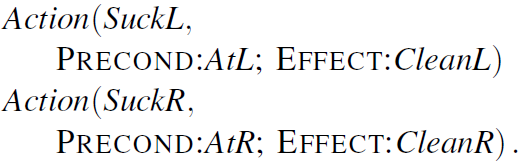 Action(SuckL,
PRECOND:AtL; EFFECT:CleanL)
Action(SuckR,
PRECOND:AtR; EFFECT:CleanR).